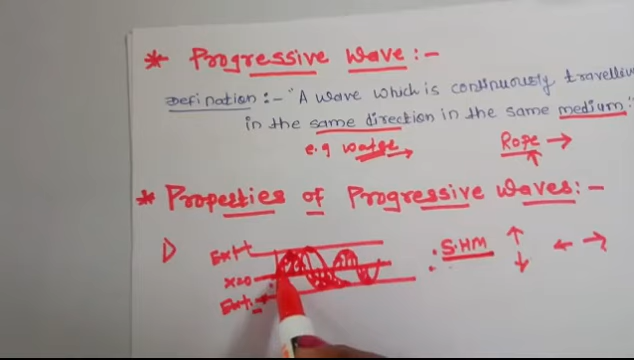 * Progressive Wave :-
Defination :- "A wave which is continuously travelling
in the same direction in the same medium."
e.g water → Rope →
* Properties of Progressive Waves :-
1) Ext+
x=0
Ext.-
: S.HM